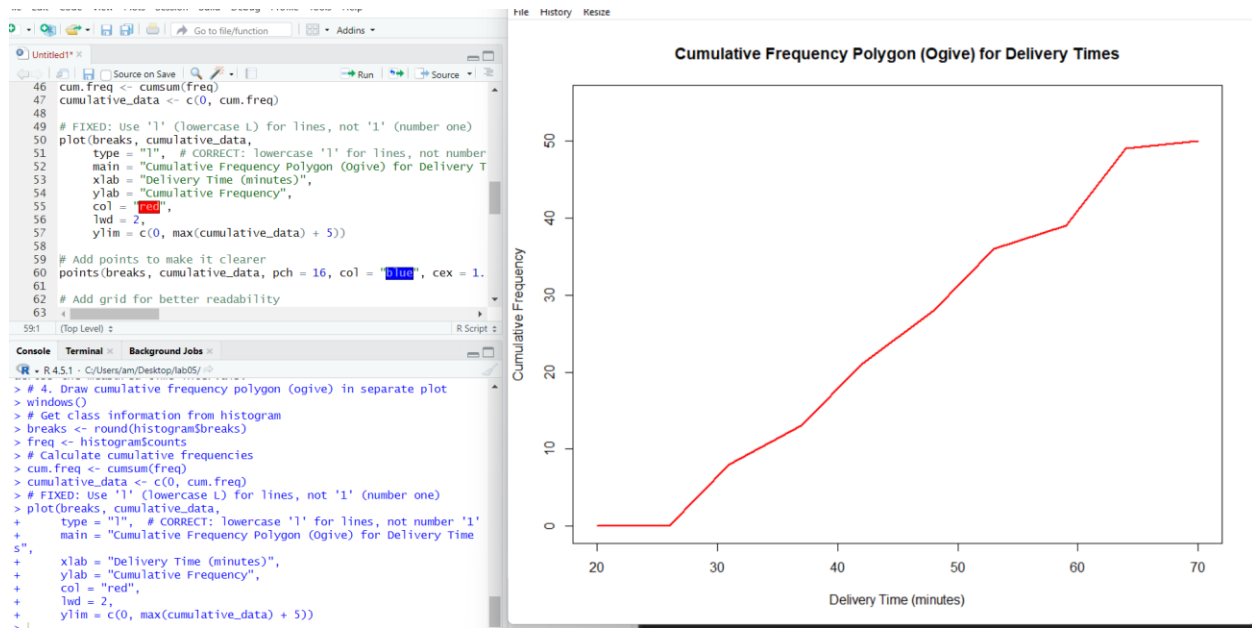 File History Resize
Go to file/function Addins
Untitled1*
Source on Save Run Source
46 cum.freq <- cumsum(freq)
47 cumulative_data <- c(0, cum.freq)
48
49 # FIXED: Use 'l' (lowercase L) for lines, not '1' (number one)
50 plot(breaks, cumulative_data,
51 type = "l", # CORRECT: lowercase 'l' for lines, not number
52 main = "Cumulative Frequency Polygon (Ogive) for Delivery T
53 xlab = "Delivery Time (minutes)",
54 ylab = "Cumulative Frequency",
55 col = "red",
56 lwd = 2,
57 ylim = c(0, max(cumulative_data) + 5))
58
59 # Add points to make it clearer
60 points(breaks, cumulative_data, pch = 16, col = "blue", cex = 1.
61
62 # Add grid for better readability
63
59:1 (Top Level) R Script
Console Terminal Background Jobs
R 4.5.1 · C:/Users/am/Desktop/lab05/
> # 4. Draw cumulative frequency polygon (ogive) in separate plot
> windows()
> # Get class information from histogram
> breaks <- round(histogram$breaks)
> freq <- histogram$counts
> # Calculate cumulative frequencies
> cum.freq <- cumsum(freq)
> cumulative_data <- c(0, cum.freq)
> # FIXED: Use 'l' (lowercase L) for lines, not '1' (number one)
> plot(breaks, cumulative_data,
+ type = "l", # CORRECT: lowercase 'l' for lines, not number '1'
+ main = "Cumulative Frequency Polygon (Ogive) for Delivery Time
s",
+ xlab = "Delivery Time (minutes)",
+ ylab = "Cumulative Frequency",
+ col = "red",
+ lwd = 2,
+ ylim = c(0, max(cumulative_data) + 5))
>
Cumulative Frequency Polygon (Ogive) for Delivery Times
Cumulative Frequency
50
40
30
20
10
0
20 30 40 50 60 70
Delivery Time (minutes)